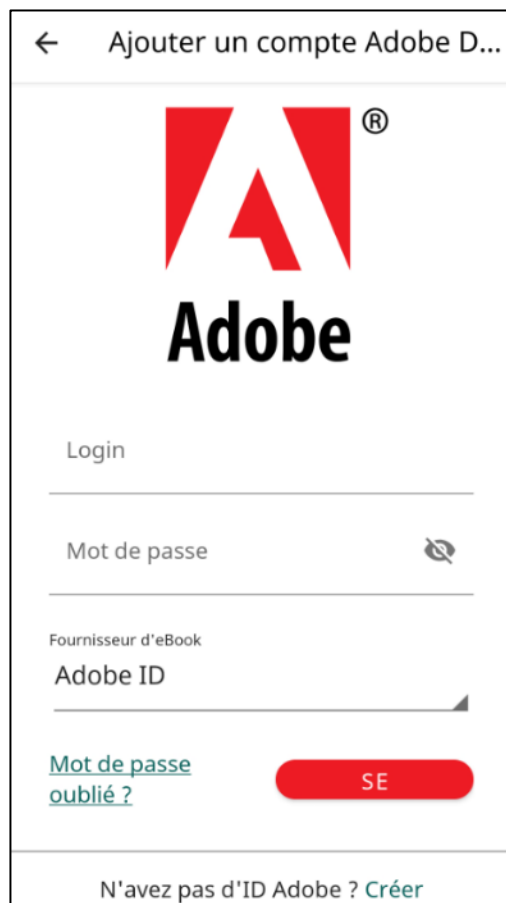 Ajouter un compte Adobe D...
®
Adobe
Login
Mot de passe
Fournisseur d'eBook
Adobe ID
Mot de passe
oublié ?
SE
N'avez pas d'ID Adobe ? Créer